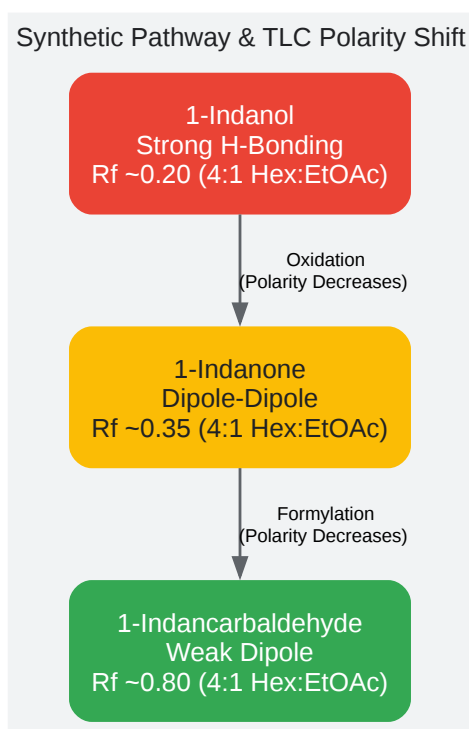 Synthetic Pathway & TLC Polarity Shift
1-Indanol
Strong H-Bonding
Rf ~0.20 (4:1 Hex:EtOAc)
Oxidation
(Polarity Decreases)
1-Indanone
Dipole-Dipole
Rf ~0.35 (4:1 Hex:EtOAc)
Formylation
(Polarity Decreases)
1-Indancarbaldehyde
Weak Dipole
Rf ~0.80 (4:1 Hex:EtOAc)